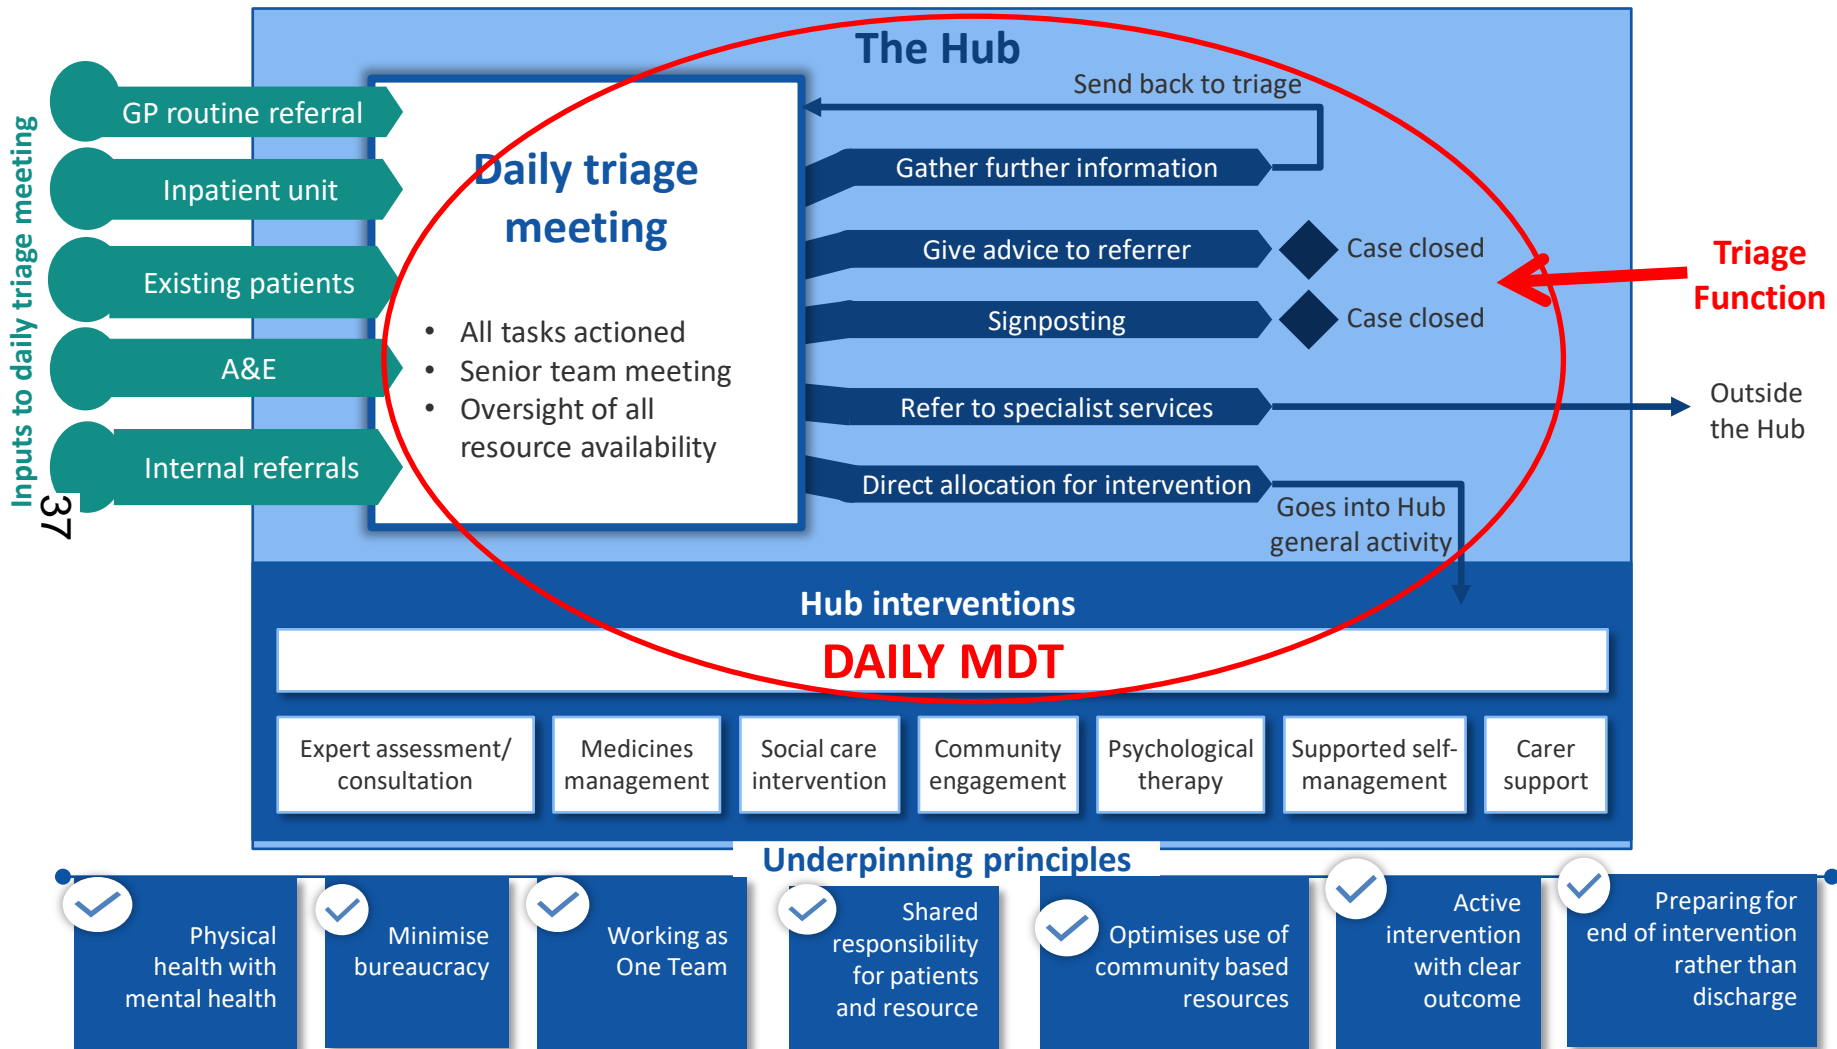 The Hub
Inputs to daily triage meeting
37
GP routine referral
Inpatient unit
Existing patients
A&E
Internal referrals
Daily triage
meeting
• All tasks actioned
• Senior team meeting
• Oversight of all
resource availability
Send back to triage
Gather further information
Give advice to referrer
Case closed
Signposting
Case closed
Refer to specialist services
Outside
the Hub
Direct allocation for intervention
Goes into Hub
general activity
Triage
Function
Hub interventions
DAILY MDT
Expert assessment/
consultation
Medicines
management
Social care
intervention
Community
engagement
Psychological
therapy
Supported self-
management
Carer
support
Underpinning principles
Physical
health with
mental health
Minimise
bureaucracy
Working as
One Team
Shared
responsibility
for patients
and resource
Optimises use of
community based
resources
Active
intervention
with clear
outcome
Preparing for
end of intervention
rather than
discharge